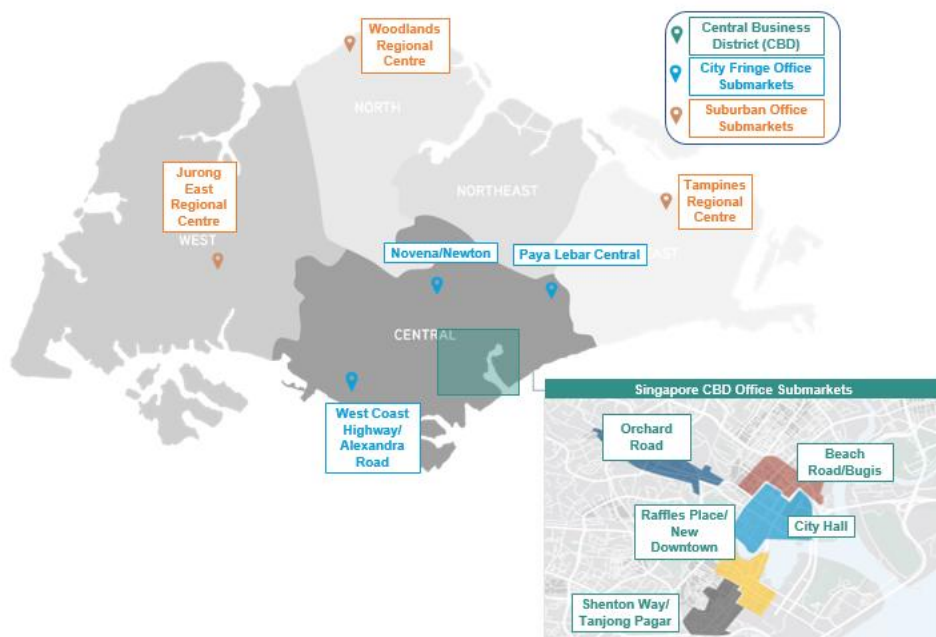 Woodlands
Regional
Centre
Central Business
District (CBD)
City Fringe Office
Submarkets
Suburban Office
Submarkets
NORTH
Jurong
East
Regional
Centre
WEST
NORTHEAST
Tampines
Regional
Centre
Novena/Newton
Paya Lebar Central
EAST
CENTRAL
West Coast
Highway/
Alexandra
Road
Singapore CBD Office Submarkets
Orchard
Road
Beach
Road/Bugis
Raffles Place/
New
Downtown
City Hall
Shenton Way/
Tanjong Pagar